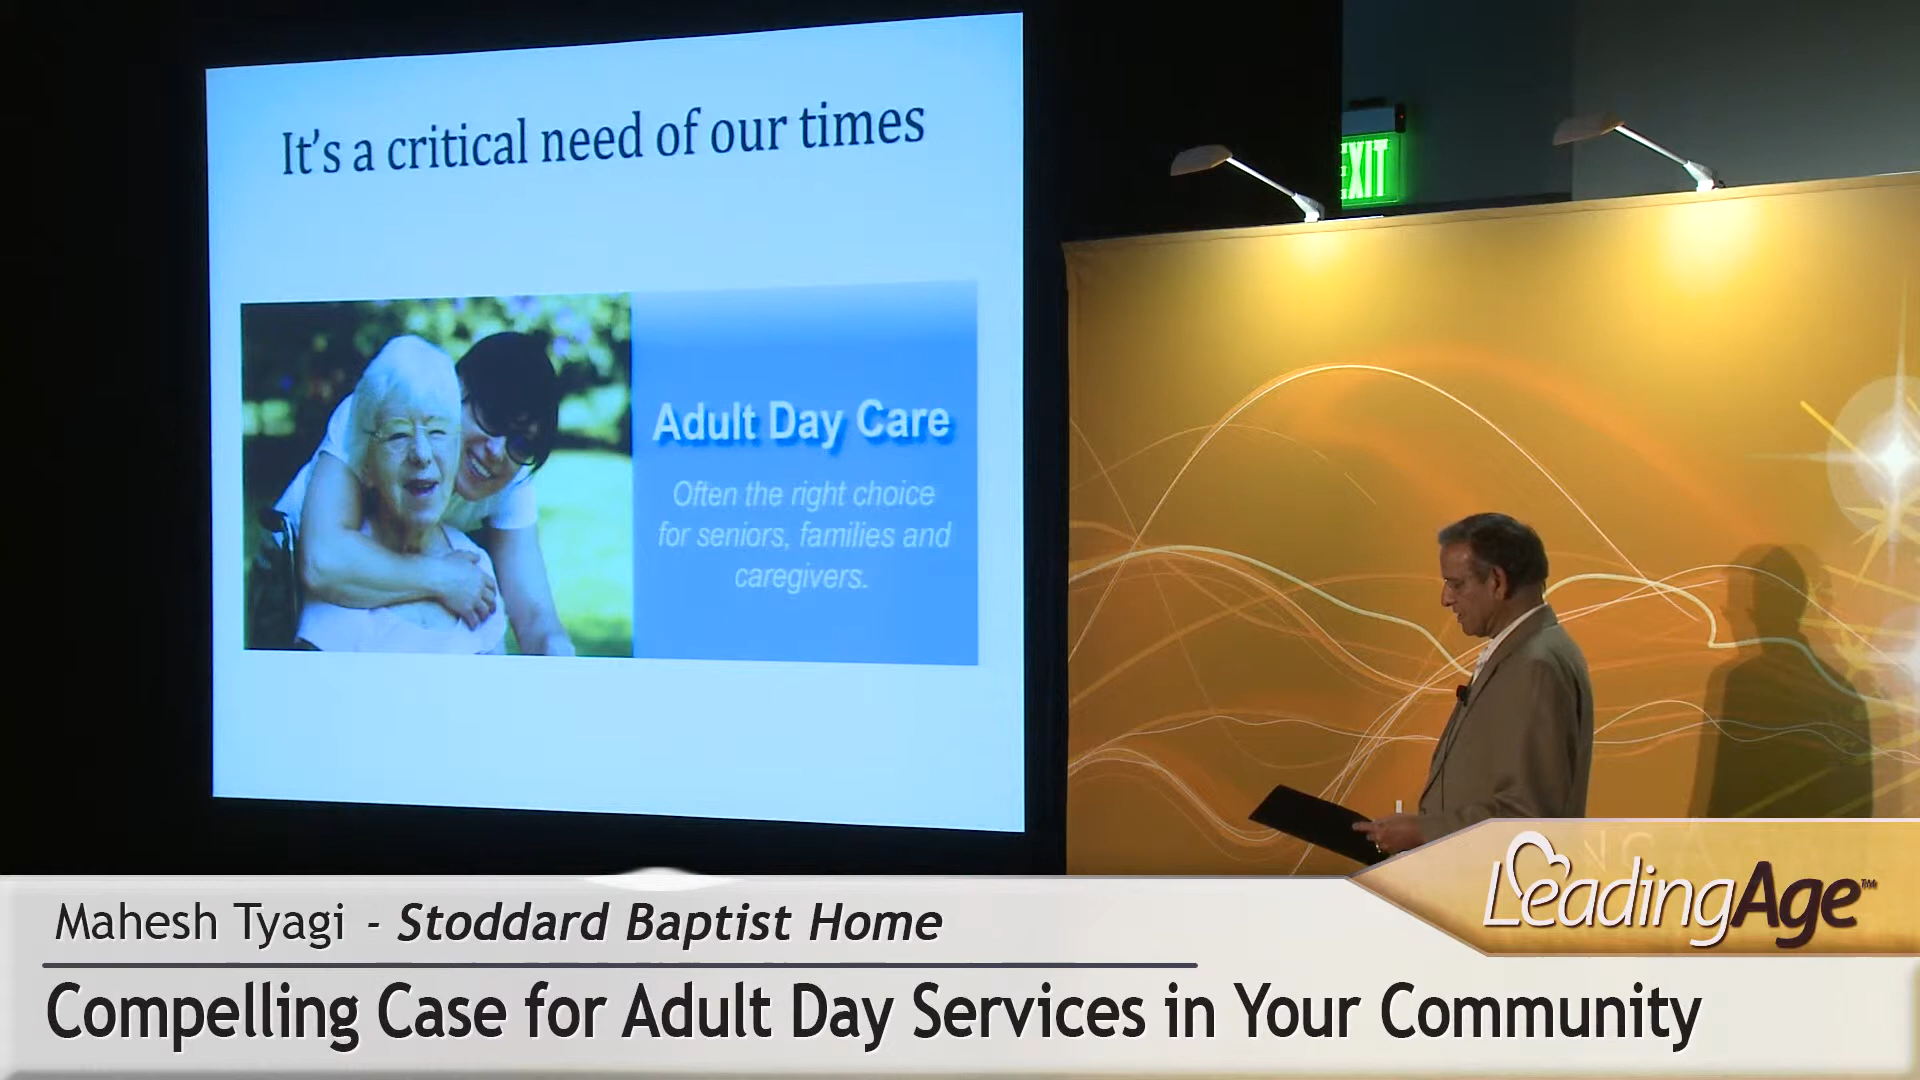 It's a critical need of our times
EXIT
Adult Day Care
Often the right choice
for seniors, families and
caregivers.
Mahesh Tyagi - Stoddard Baptist Home
LeadingAge™
Compelling Case for Adult Day Services in Your Community